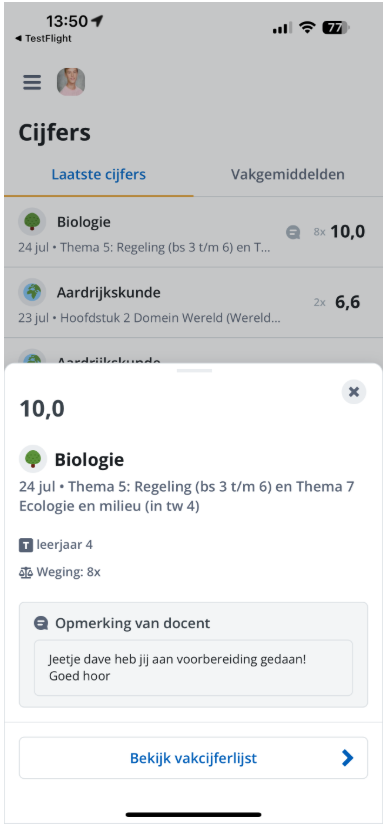 13:50
77
◀ TestFlight
Cijfers
Laatste cijfers
Vakgemiddelden
Biologie
24 jul • Thema 5: Regeling (bs 3 t/m 6) en T...
8x 10,0
Aardrijkskunde
23 jul • Hoofdstuk 2 Domein Wereld (Wereld...
2x 6,6
Aardrijkskunde
10,0
Biologie
24 jul • Thema 5: Regeling (bs 3 t/m 6) en Thema 7
Ecologie en milieu (in tw 4)
T leerjaar 4
Weging: 8x
Opmerking van docent
Jeetje dave heb jij aan voorbereiding gedaan!
Goed hoor
Bekijk vakcijferlijst